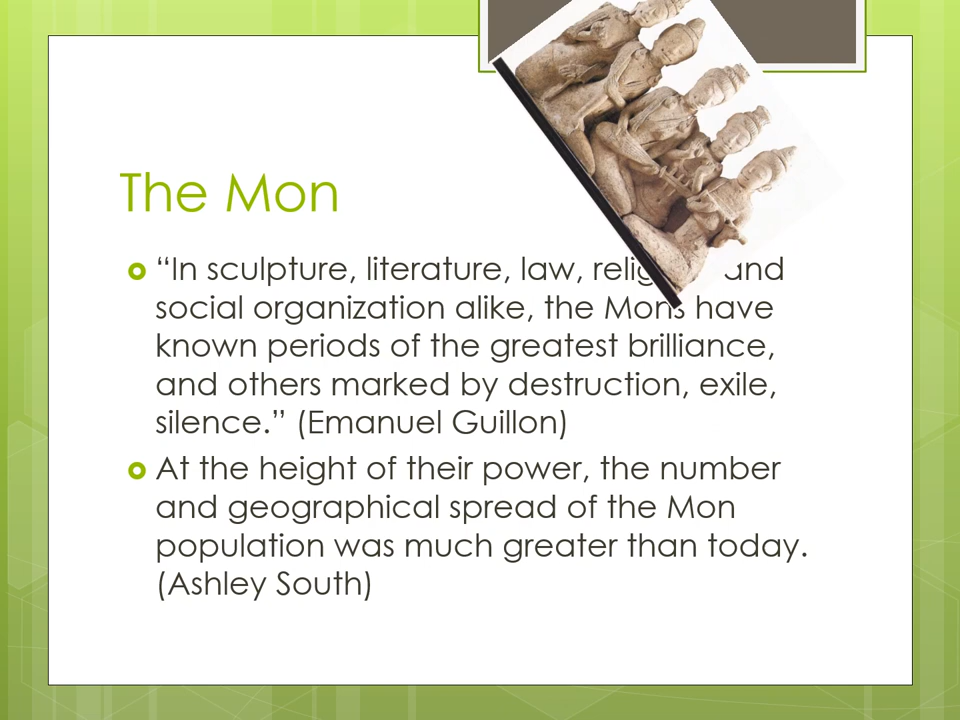 The Mon
“In sculpture, literature, law, and
social organization alike, the Mons have
known periods of the greatest brilliance,
and others marked by destruction, exile,
silence.” (Emanuel Guillon)
At the height of their power, the number
and geographical spread of the Mon
population was much greater than today.
(Ashley South)